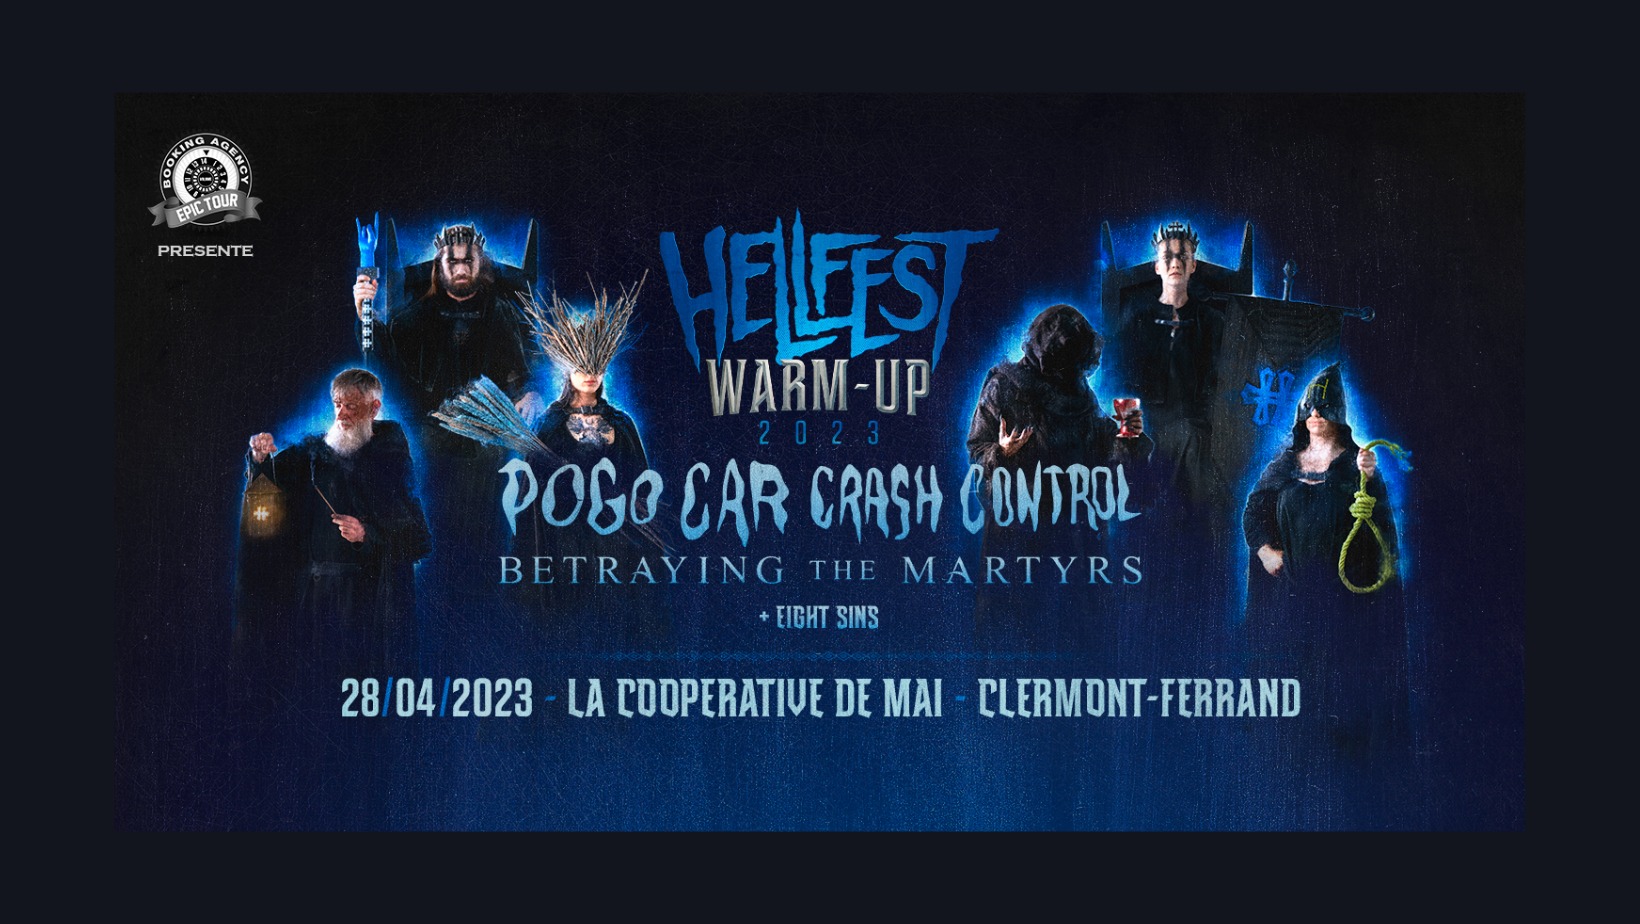 BOOKING AGENCY
EPIC TOUR
PRESENTE
HELLFEST
WARM-UP
2023
POGO CAR CRASH CONTROL
BETRAYING THE MARTYRS
+ EIGHT SINS
28/04/2023 - LA COOPERATIVE DE MAI - CLERMONT-FERRAND